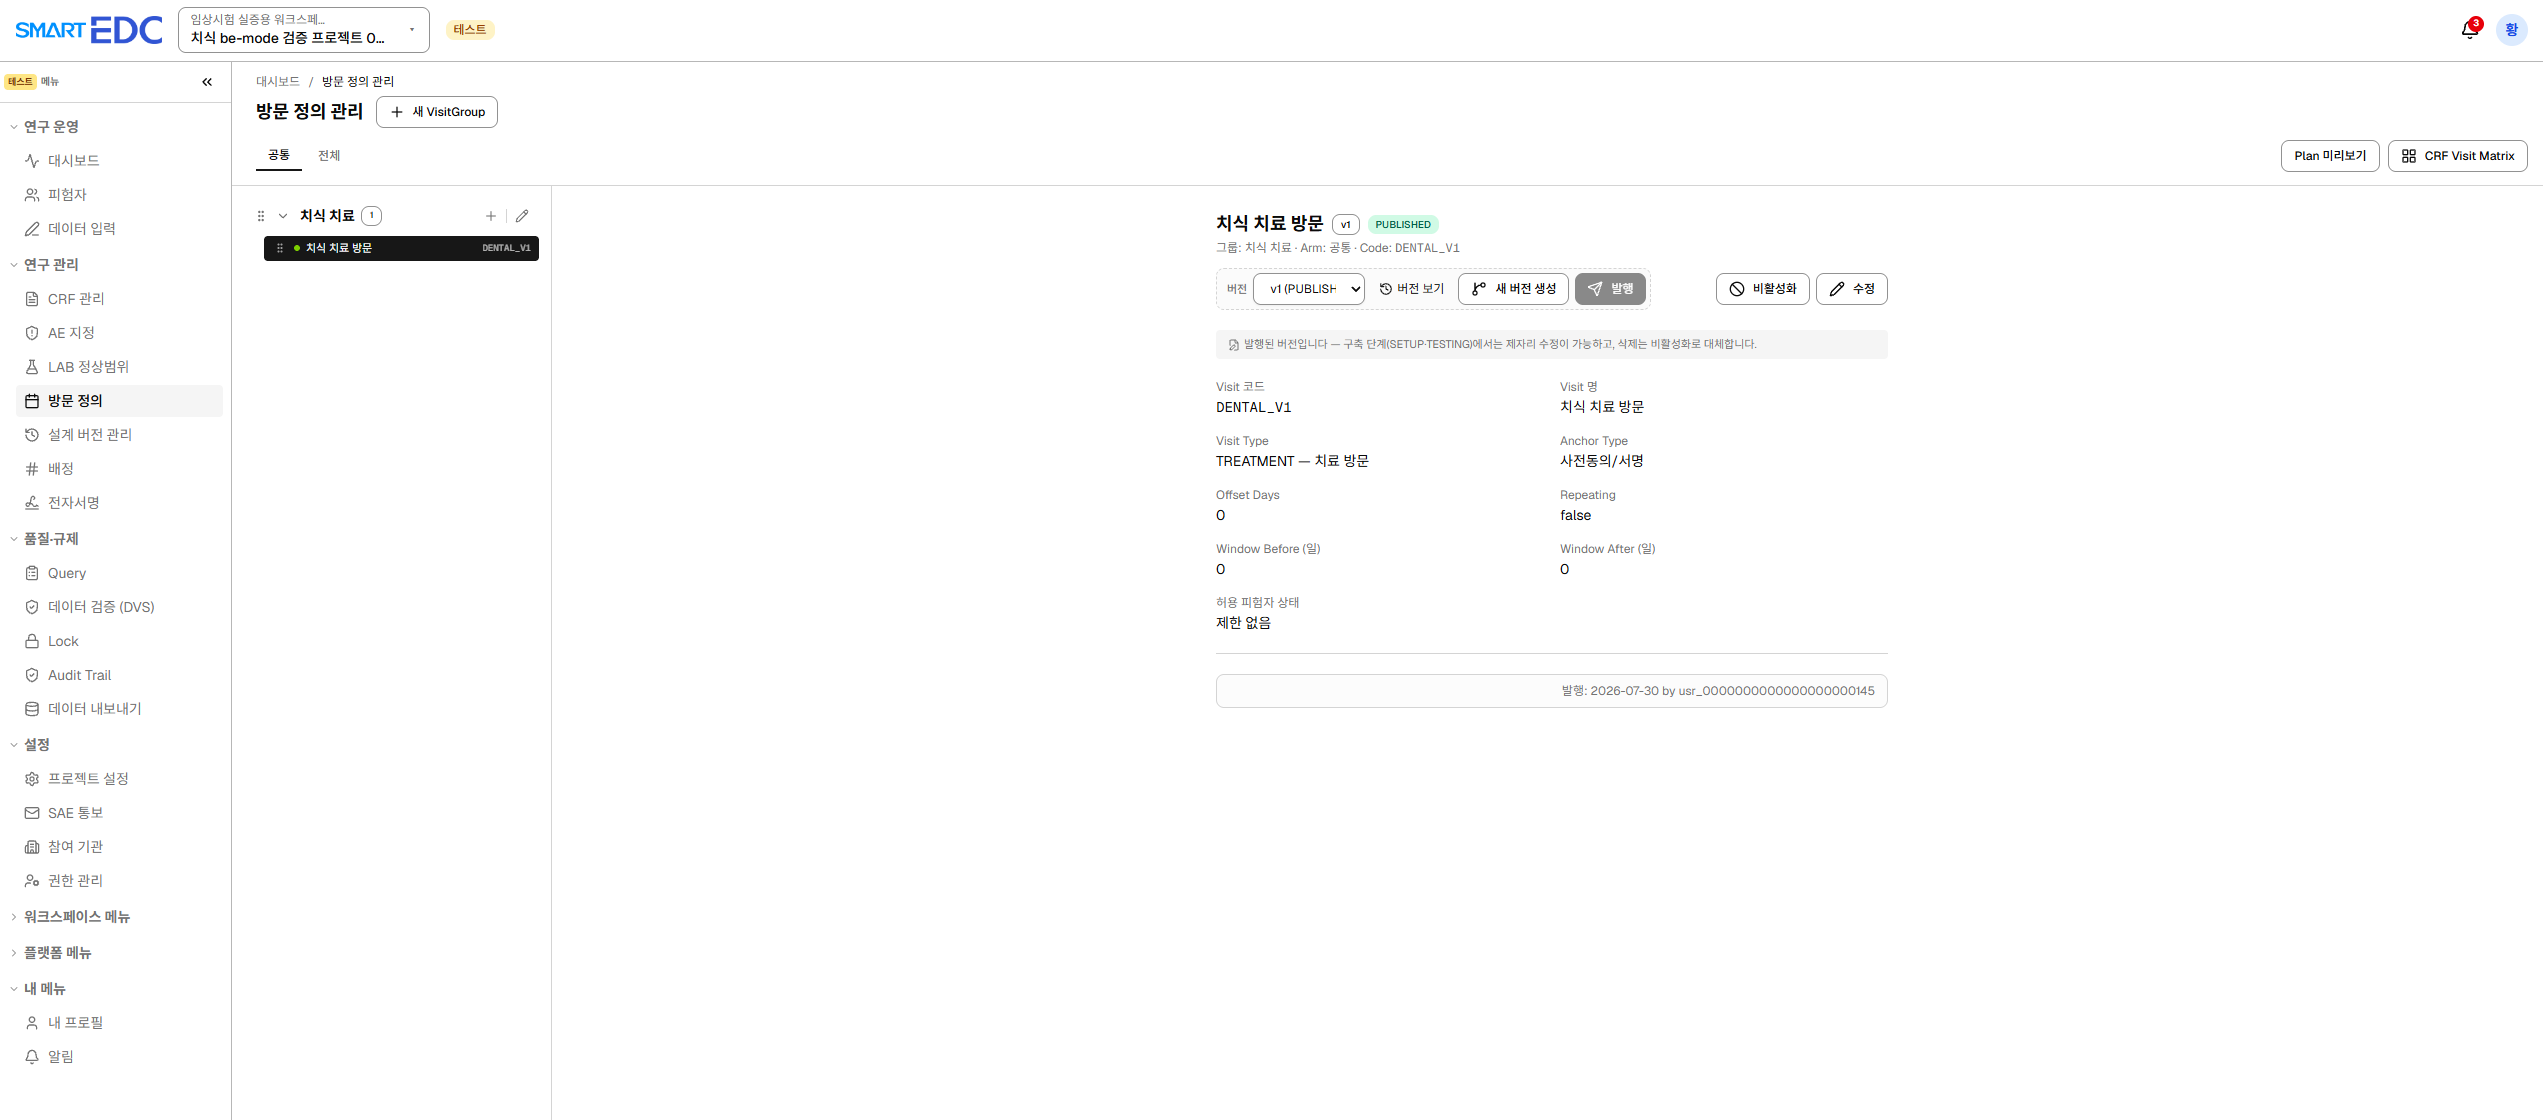 SMART EDC
임상시험 실증용 워크스페...
치식 be-mode 검증 프로젝트 0...
테스트
3
황
테스트 메뉴
연구 운영
대시보드
피험자
데이터 입력
연구 관리
CRF 관리
AE 지정
LAB 정상범위
방문 정의
설계 버전 관리
배정
전자서명
품질·규제
Query
데이터 검증 (DVS)
Lock
Audit Trail
데이터 내보내기
설정
프로젝트 설정
SAE 통보
참여 기관
권한 관리
워크스페이스 메뉴
플랫폼 메뉴
내 메뉴
내 프로필
알림
대시보드 / 방문 정의 관리
방문 정의 관리
새 VisitGroup
공통
전체
Plan 미리보기
CRF Visit Matrix
치식 치료 1
치식 치료 방문 DENTAL_V1
치식 치료 방문 v1 PUBLISHED
그룹: 치식 치료 · Arm: 공통 · Code: DENTAL_V1
버전 v1 (PUBLISH 버전 보기 새 버전 생성 발행
비활성화
수정
발행된 버전입니다 — 구축 단계(SETUP·TESTING)에서는 제자리 수정이 가능하고, 삭제는 비활성화로 대체합니다.
Visit 코드
DENTAL_V1
Visit 명
치식 치료 방문
Visit Type
TREATMENT — 치료 방문
Anchor Type
사전동의/서명
Offset Days
0
Repeating
false
Window Before (일)
0
Window After (일)
0
허용 피험자 상태
제한 없음
발행: 2026-07-30 by usr_0000000000000000000145